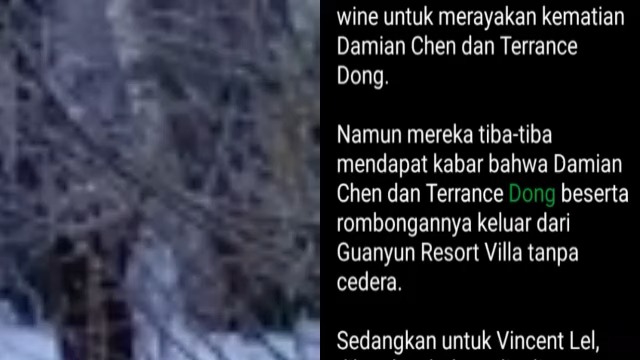 wine untuk merayakan kematian
Damian Chen dan Terrance
Dong.
Namun mereka tiba-tiba
mendapat kabar bahwa Damian
Chen dan Terrance Dong beserta
rombongannya keluar dari
Guanyun Resort Villa tanpa
cedera.
Sedangkan untuk Vincent Lel,